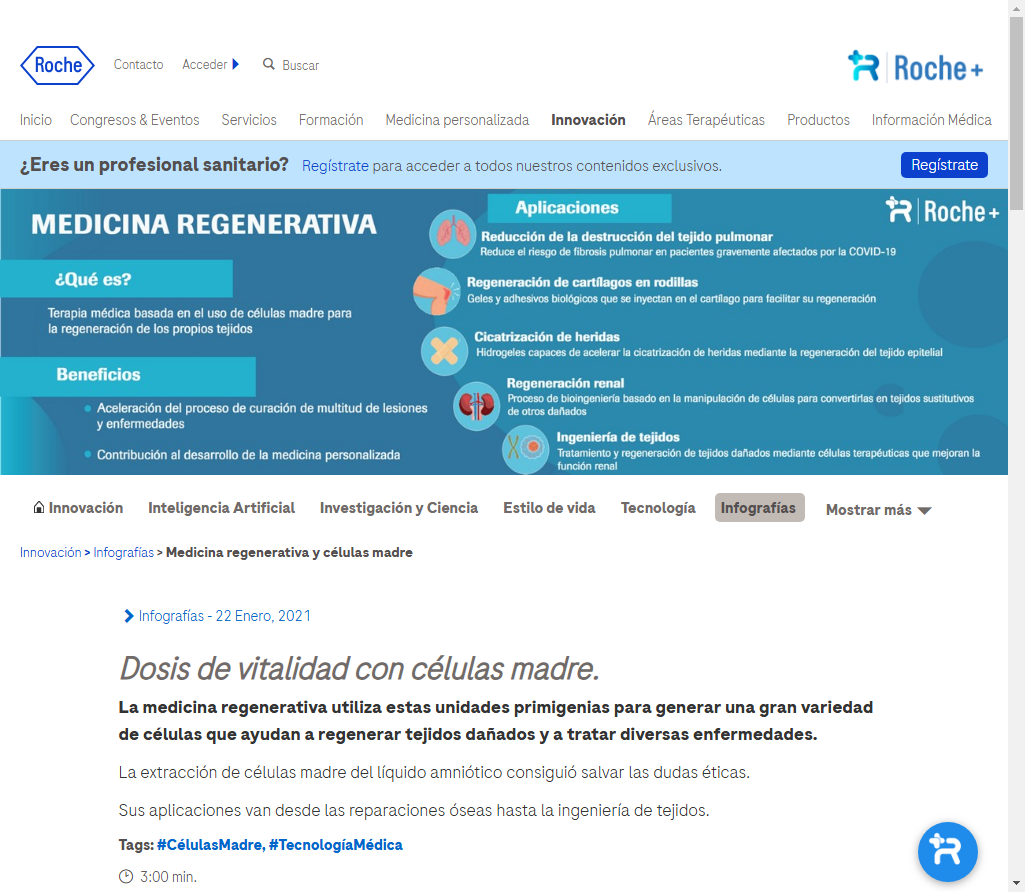 Roche
Contacto
Acceder
Buscar
Roche +
Inicio
Congresos & Eventos
Servicios
Formación
Medicina personalizada
Innovación
Áreas Terapéuticas
Productos
Información Médica
¿Eres un profesional sanitario?
Regístrate para acceder a todos nuestros contenidos exclusivos.
Regístrate
MEDICINA REGENERATIVA
¿Qué es?
Terapia médica basada en el uso de células madre para
la regeneración de los propios tejidos
Beneficios
Aceleración del proceso de curación de multitud de lesiones
y enfermedades
Contribución al desarrollo de la medicina personalizada
Aplicaciones
Roche +
Reducción de la destrucción del tejido pulmonar
Reduce el riesgo de fibrosis pulmonar en pacientes gravemente afectados por la COVID-19
Regeneración de cartílagos en rodillas
Geles y adhesivos biológicos que se inyectan en el cartílago para facilitar su regeneración
Cicatrización de heridas
Hidrogeles capaces de acelerar la cicatrización de heridas mediante la regeneración del tejido epitelial
Regeneración renal
Proceso de bioingeniería basado en la manipulación de células para convertirlas en tejidos sustitutivos
de otros dañados
Ingeniería de tejidos
Tratamiento y regeneración de tejidos dañados mediante células terapéuticas que mejoran la
función renal
Innovación
Inteligencia Artificial
Investigación y Ciencia
Estilo de vida
Tecnología
Infografías
Mostrar más
Innovación > Infografías > Medicina regenerativa y células madre
Infografías - 22 Enero, 2021
Dosis de vitalidad con células madre.
La medicina regenerativa utiliza estas unidades primigenias para generar una gran variedad
de células que ayudan a regenerar tejidos dañados y a tratar diversas enfermedades.
La extracción de células madre del líquido amniótico consiguió salvar las dudas éticas.
Sus aplicaciones van desde las reparaciones óseas hasta la ingeniería de tejidos.
Tags: #CélulasMadre, #TecnologíaMédica
3:00 min.